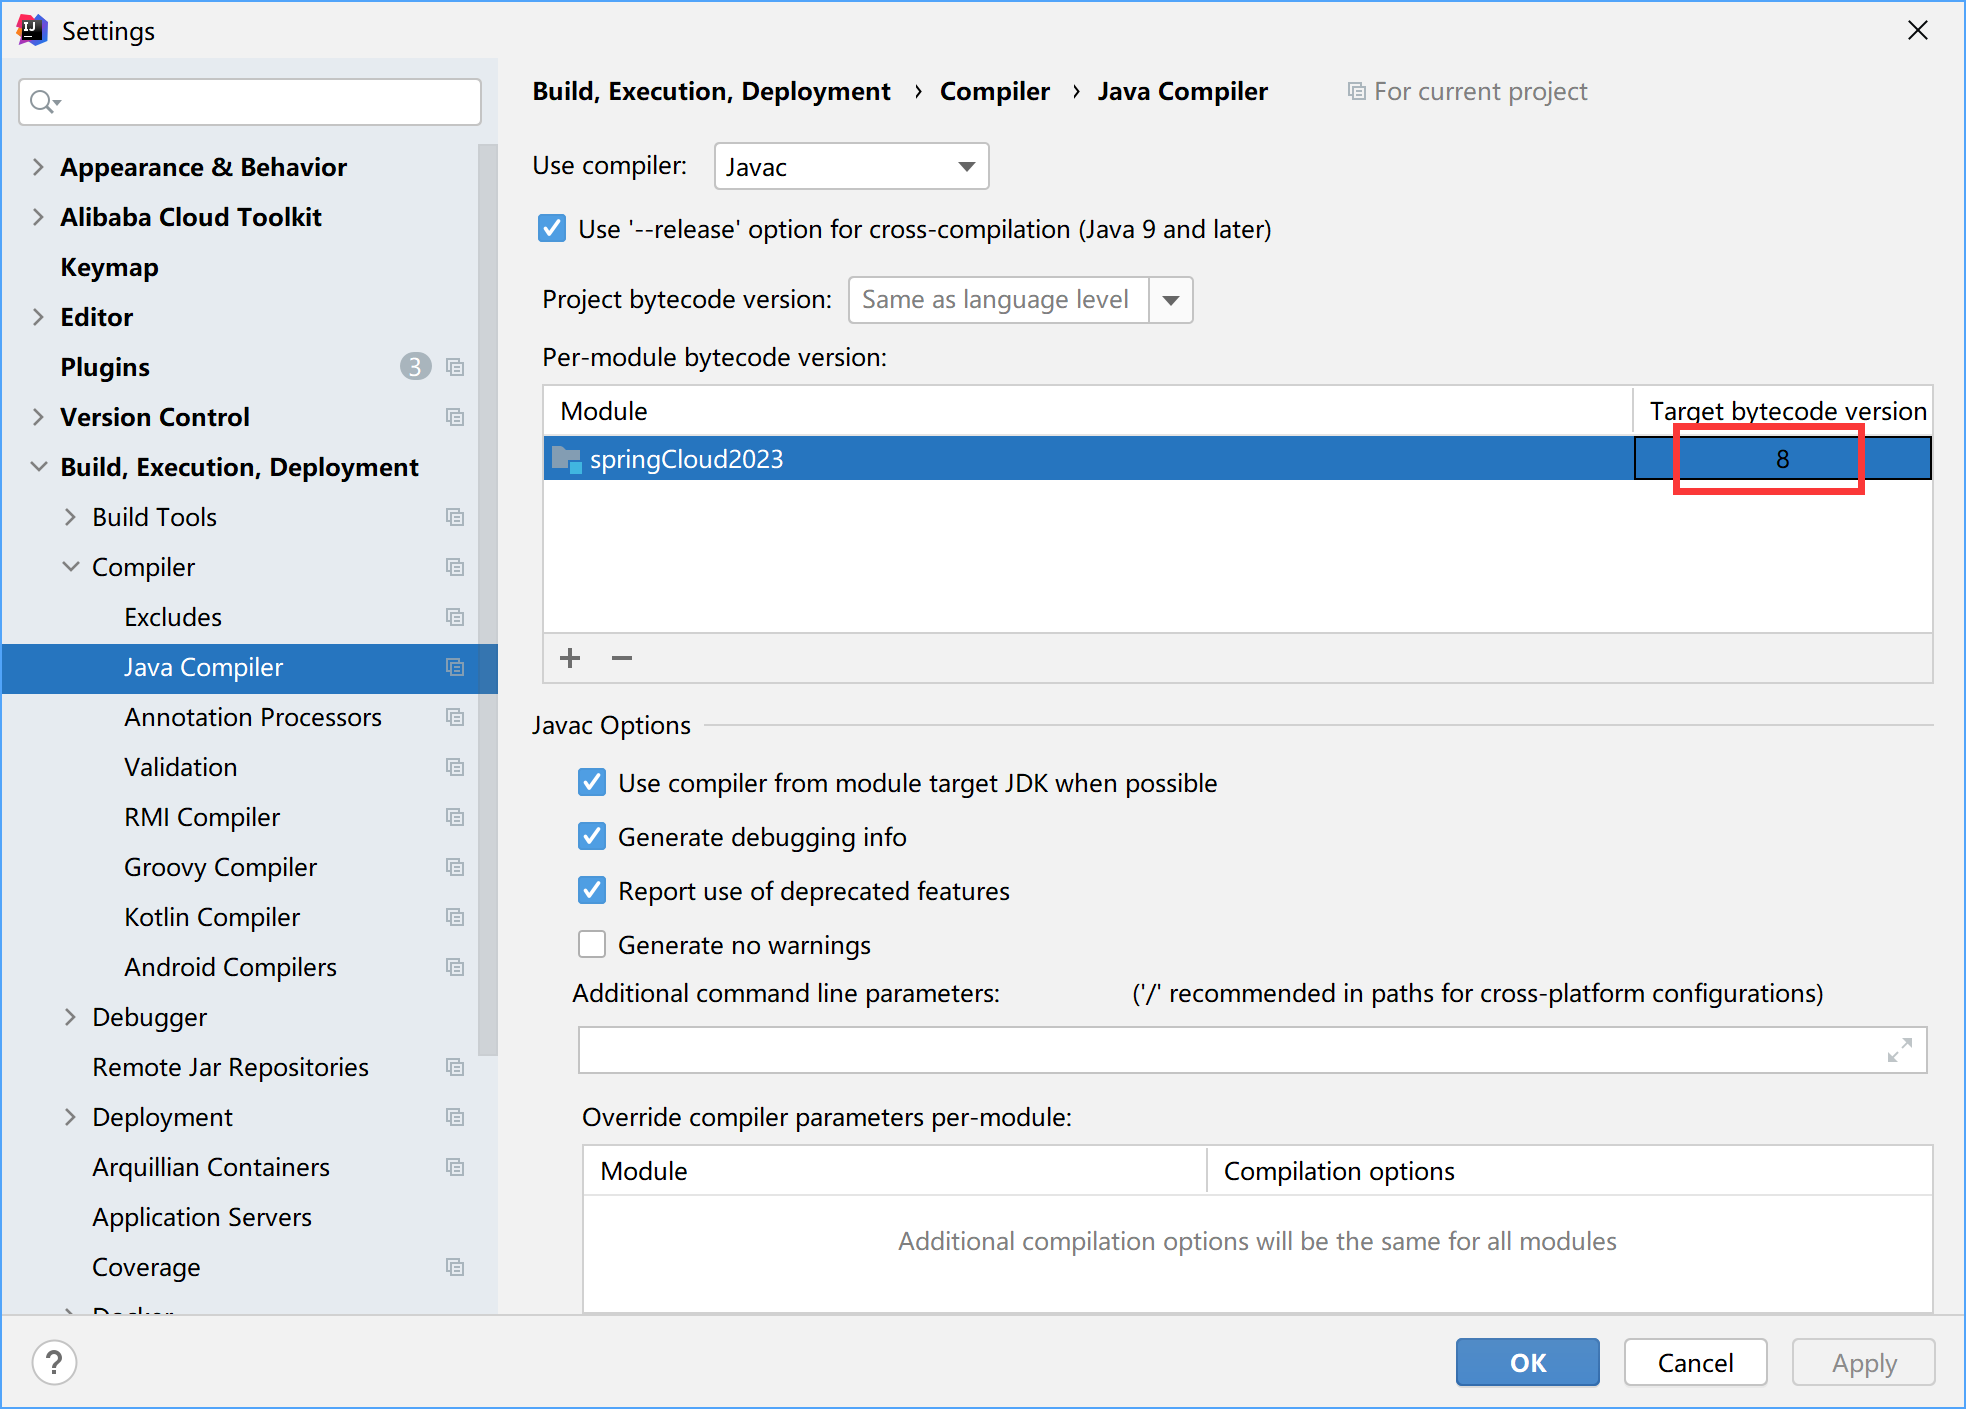 Settings
Appearance & Behavior
Alibaba Cloud Toolkit
Keymap
Editor
Plugins 3
Version Control
Build, Execution, Deployment
Build Tools
Compiler
Excludes
Java Compiler
Annotation Processors
Validation
RMI Compiler
Groovy Compiler
Kotlin Compiler
Android Compilers
Debugger
Remote Jar Repositories
Deployment
Arquillian Containers
Application Servers
Coverage
Docker
Build, Execution, Deployment › Compiler › Java Compiler For current project
Use compiler: Javac
Use '--release' option for cross-compilation (Java 9 and later)
Project bytecode version: Same as language level
Per-module bytecode version:
Module Target bytecode version
springCloud2023 8
+ −
Javac Options
Use compiler from module target JDK when possible
Generate debugging info
Report use of deprecated features
Generate no warnings
Additional command line parameters: ('/' recommended in paths for cross-platform configurations)
Override compiler parameters per-module:
Module Compilation options
Additional compilation options will be the same for all modules
? OK Cancel Apply